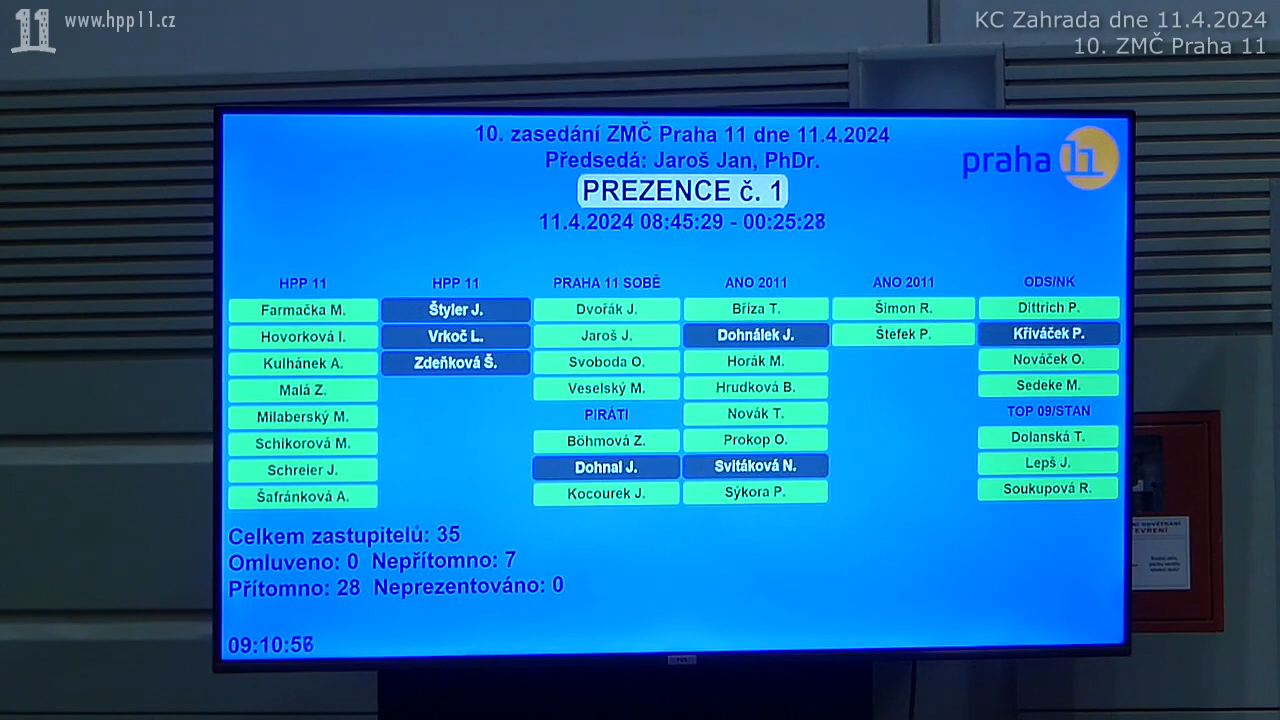 11 www.hpp11.cz
KC Zahrada dne 11.4.2024
10. ZMČ Praha 11
10. zasedání ZMČ Praha 11 dne 11.4.2024
Předsedá: Jaroš Jan, PhDr.
praha 11
PREZENCE č. 1
11.4.2024 08:45:29 - 00:25:28
HPP 11 HPP 11 PRAHA 11 SOBĚ ANO 2011 ANO 2011 ODS/NK
Farmačka M. Štyler J. Dvořák J. Bříza T. Šimon R. Dittrich P.
Hovorková I. Vrkoč L. Jaroš J. Dohnálek J. Štefek P. Křiváček P.
Kulhánek A. Zdeňková Š. Svoboda O. Horák M. Nováček O.
Malá Z. Veselský M. Hrudková B. Sedeke M.
Milaberský M. PIRÁTI Novák T. TOP 09/STAN
Schikorová M. Böhmová Z. Prokop O. Dolanská T.
Schreier J. Dohnal J. Svitáková N. Lepš J.
Šafránková A. Kocourek J. Sýkora P. Soukupová R.
Celkem zastupitelů: 35
Omluveno: 0 Nepřítomno: 7
Přítomno: 28 Neprezentováno: 0
09:10:56
TCL